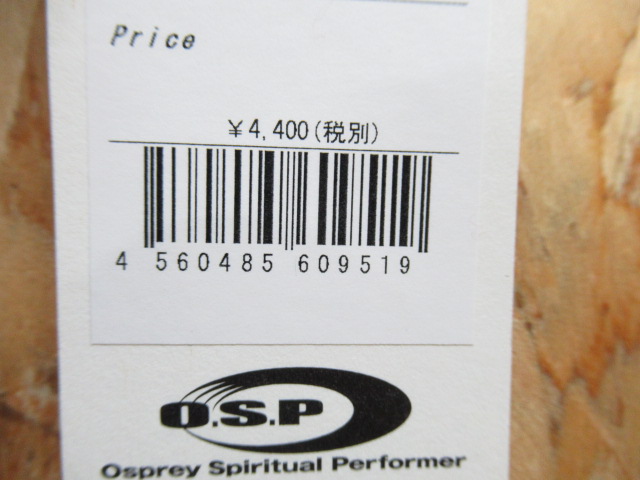 Price
¥4,400(税別)
4 560485 609519
O.S.P
Osprey Spiritual Performer